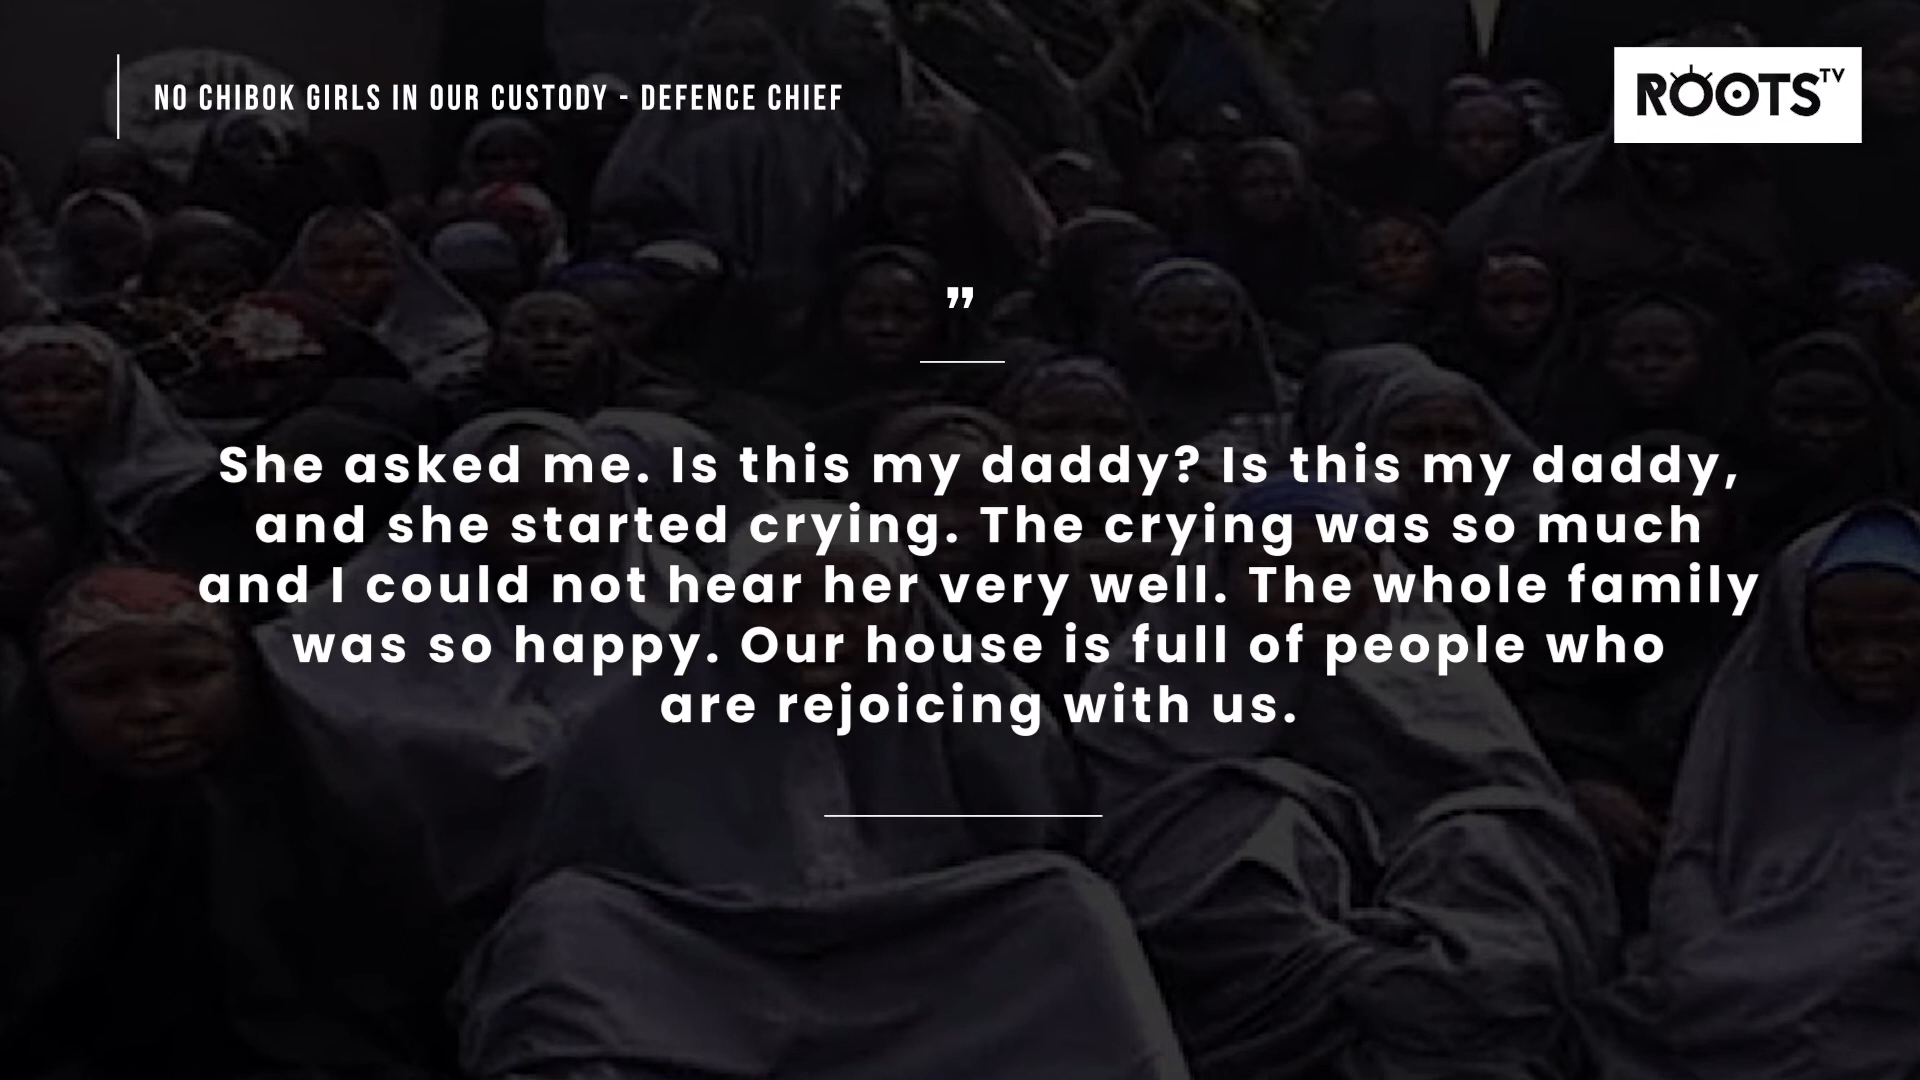 NO CHIBOK GIRLS IN OUR CUSTODY - DEFENCE CHIEF
ROOTS TV
”
She asked me. Is this my daddy? Is this my daddy,
and she started crying. The crying was so much
and I could not hear her very well. The whole family
was so happy. Our house is full of people who
are rejoicing with us.